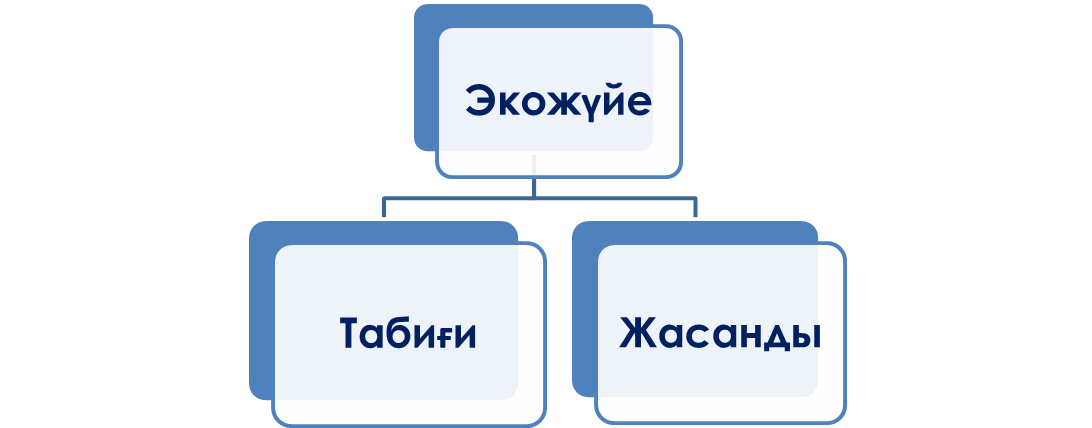 Экожүйе
Табиғи
Жасанды